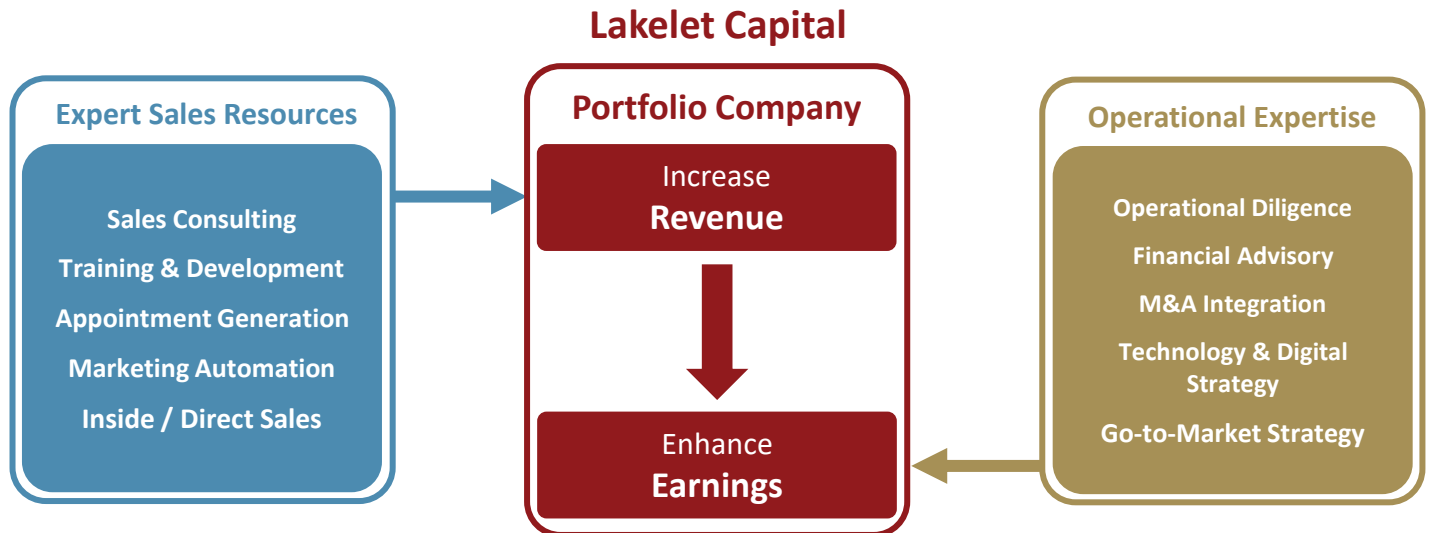 Lakelet Capital
Expert Sales Resources
Sales Consulting
Training & Development
Appointment Generation
Marketing Automation
Inside / Direct Sales
Portfolio Company
Increase
Revenue
Enhance
Earnings
Operational Expertise
Operational Diligence
Financial Advisory
M&A Integration
Technology & Digital
Strategy
Go-to-Market Strategy